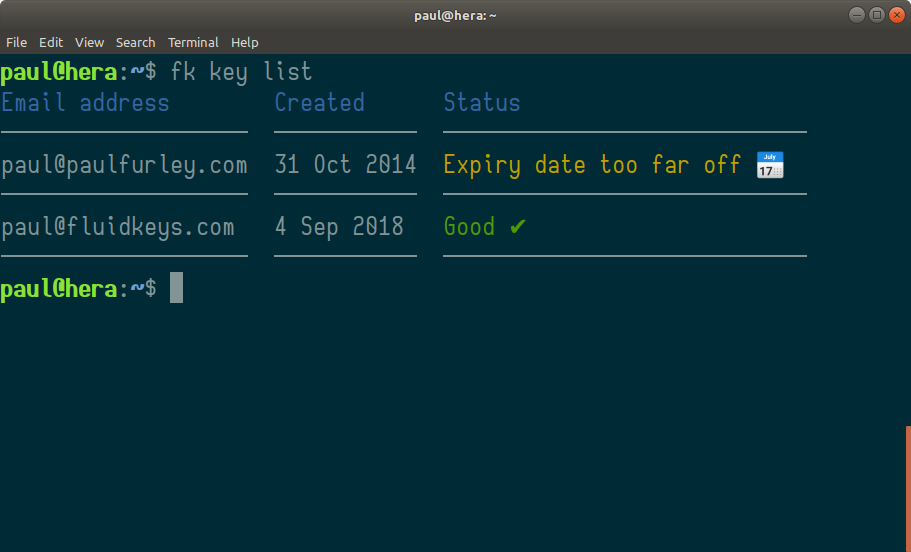 paul@hera: ~
File Edit View Search Terminal Help
paul@hera:~$ fk key list
Email address Created Status
paul@paulfurley.com 31 Oct 2014 Expiry date too far off 📅
paul@fluidkeys.com 4 Sep 2018 Good ✔
paul@hera:~$